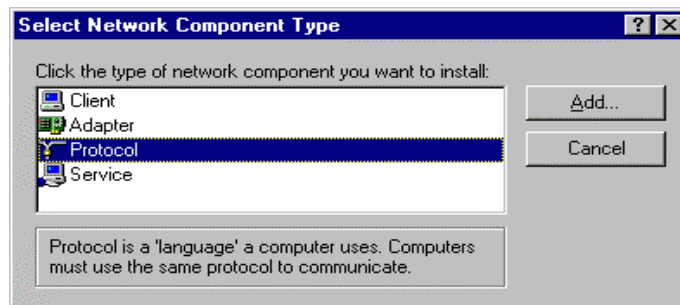 Select Network Component Type
Click the type of network component you want to install:
Client
Adapter
Protocol
Service
Add...
Cancel
Protocol is a 'language' a computer uses. Computers
must use the same protocol to communicate.